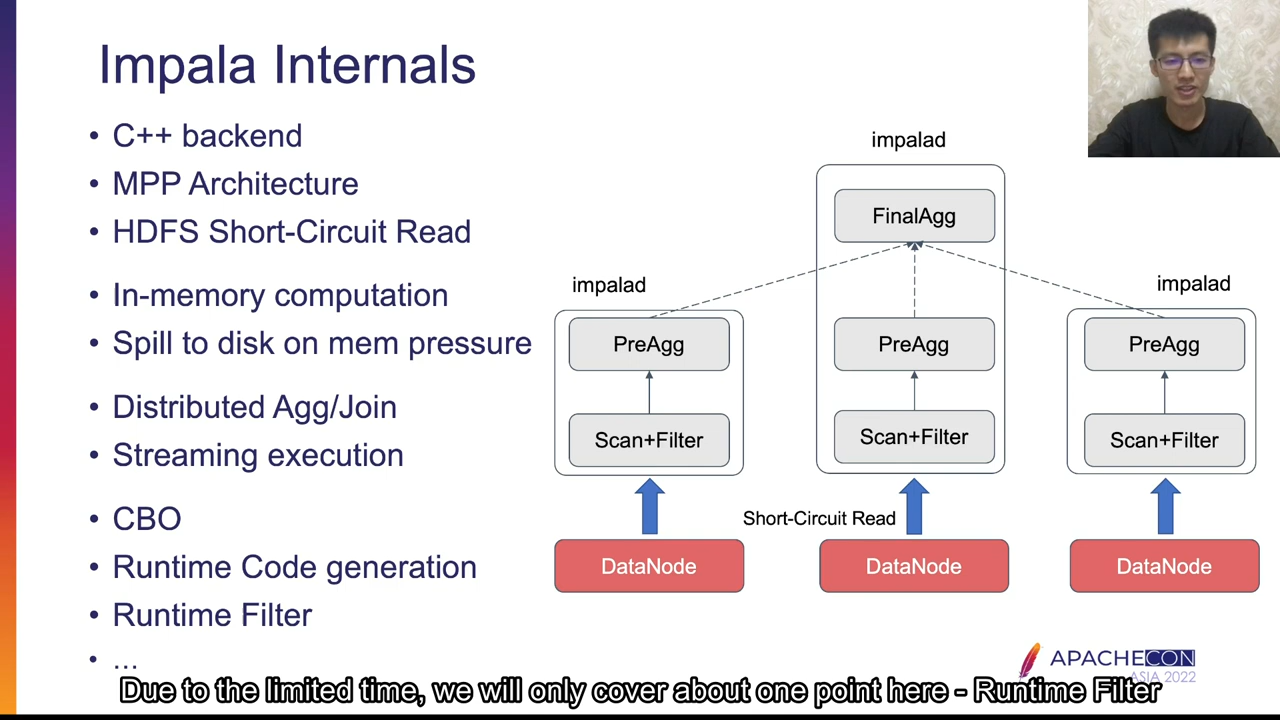 Impala Internals
• C++ backend
• MPP Architecture
• HDFS Short-Circuit Read
• In-memory computation
• Spill to disk on mem pressure
• Distributed Agg/Join
• Streaming execution
• CBO
• Runtime Code generation
• Runtime Filter
• ...
impalad
FinalAgg
impalad
impalad
PreAgg
PreAgg
PreAgg
Scan+Filter
Scan+Filter
Scan+Filter
Short-Circuit Read
DataNode
DataNode
DataNode
APACHECON
ASIA 2022
Due to the limited time, we will only cover about one point here - Runtime Filter